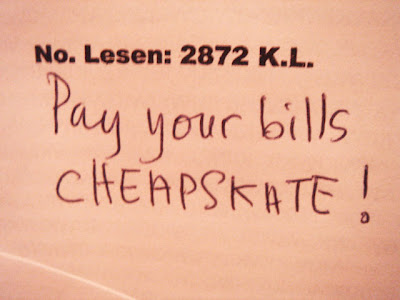 No. Lesen: 2872 K.L.
Pay your bills
CHEAPSKATE!